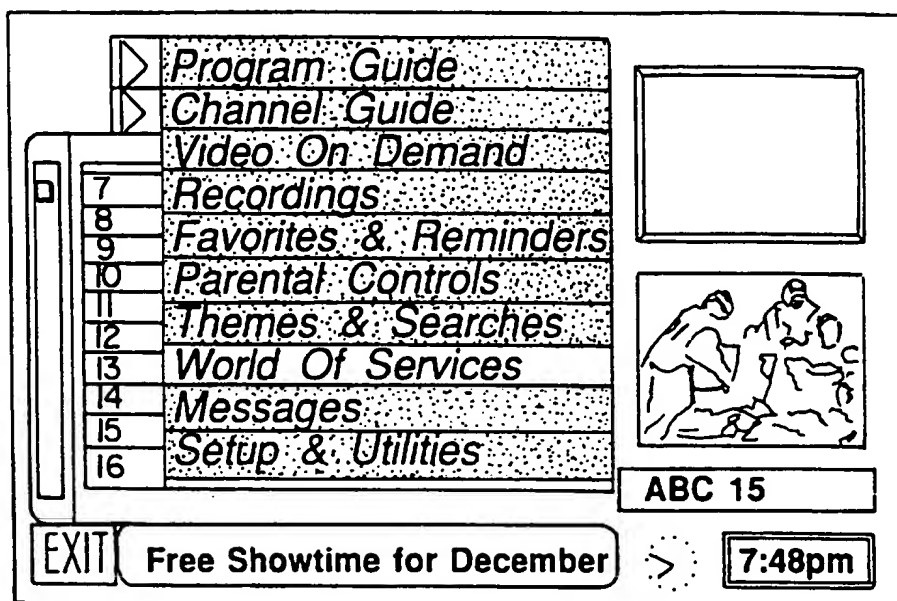 Program Guide
Channel Guide
Video On Demand
7 Recordings
8
9 Favorites & Reminders
10 Parental Controls
11
12 Themes & Searches
13 World Of Services
14 Messages
15
16 Setup & Utilities
ABC 15
EXIT Free Showtime for December 7:48pm